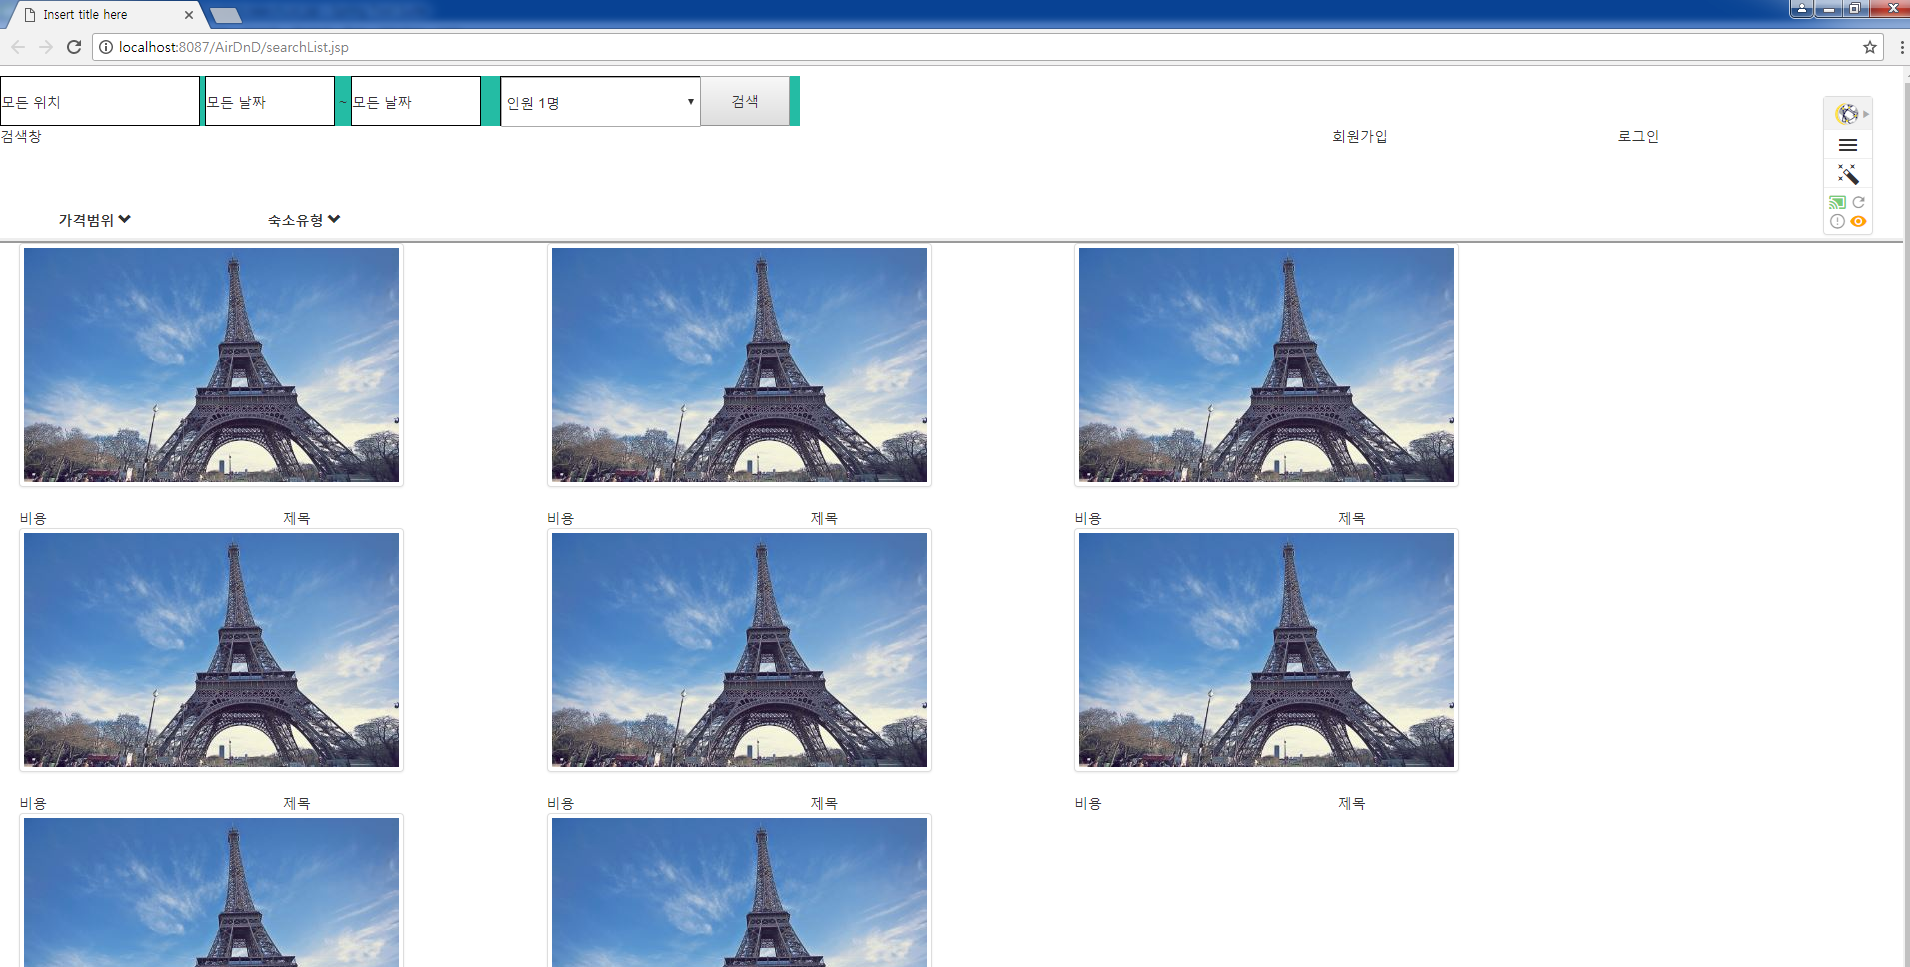 Insert title here
localhost:8087/AirDnD/searchList.jsp
모든 위치 모든 날짜 ~ 모든 날짜 인원 1명 검색
검색창 회원가입 로그인
가격범위 숙소유형
비용 제목 비용 제목 비용 제목
비용 제목 비용 제목 비용 제목